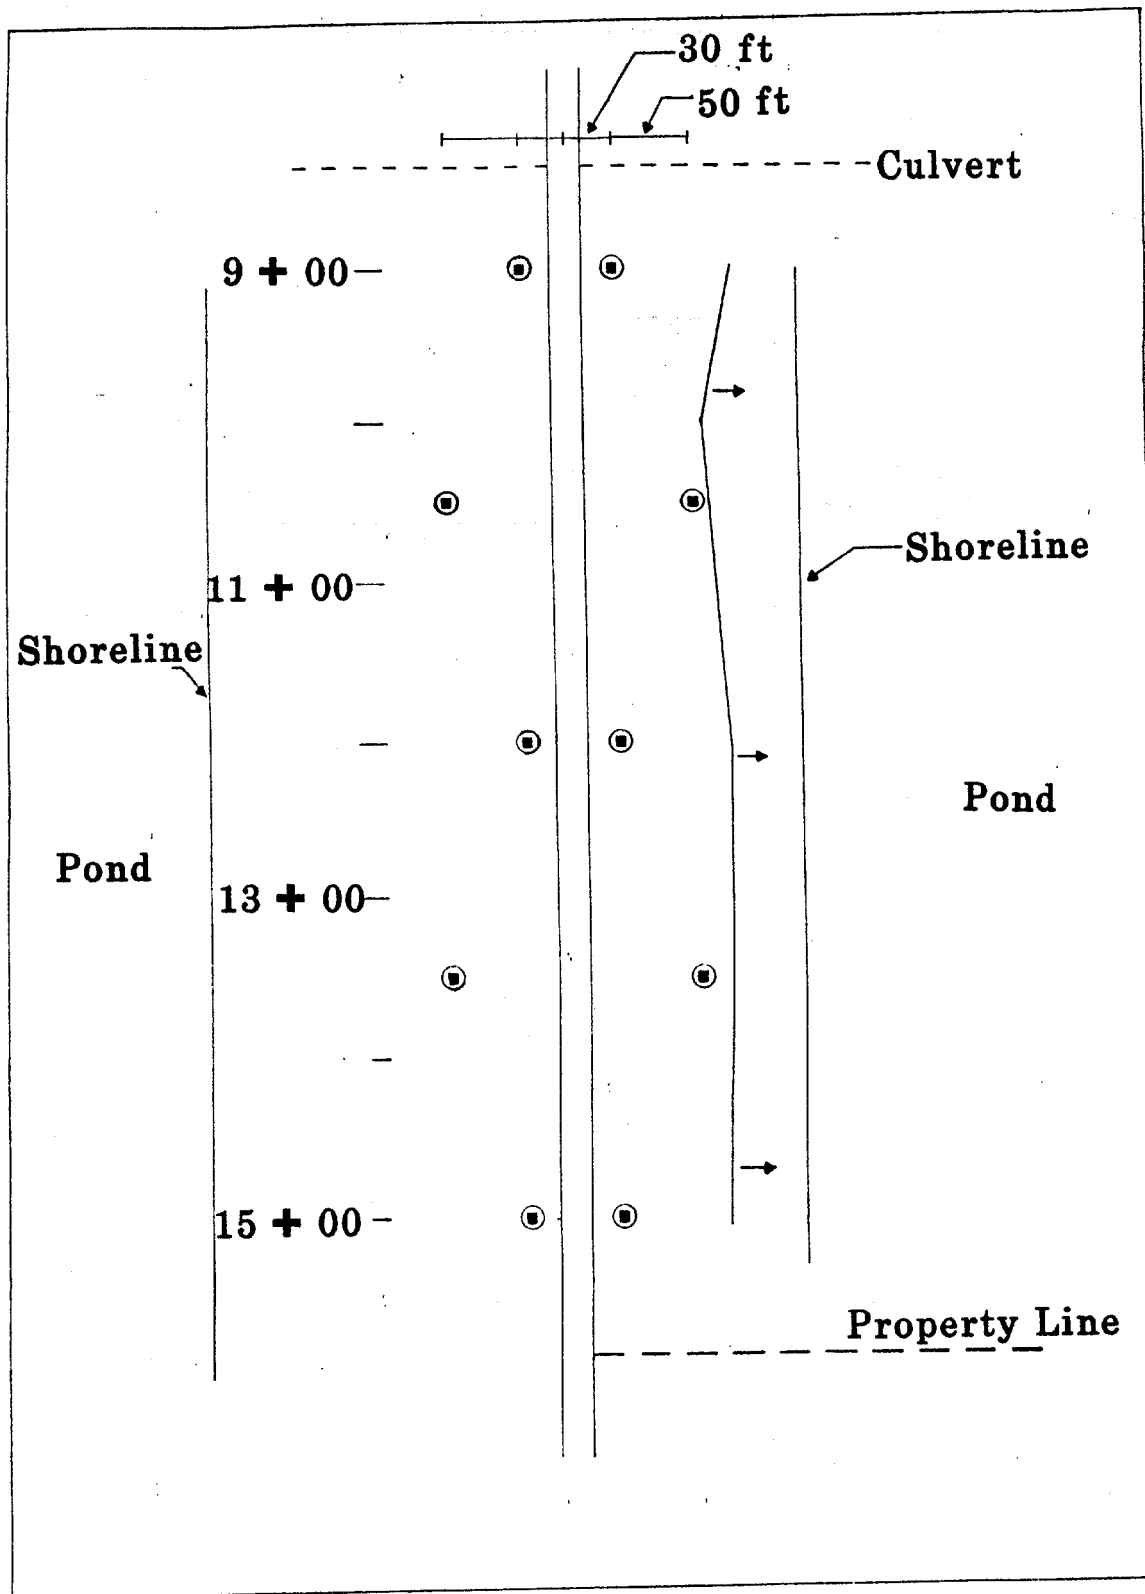 30 ft
50 ft
Culvert
9 + 00
Shoreline
11 + 00
Shoreline
Pond
Pond
13 + 00
15 + 00
Property Line